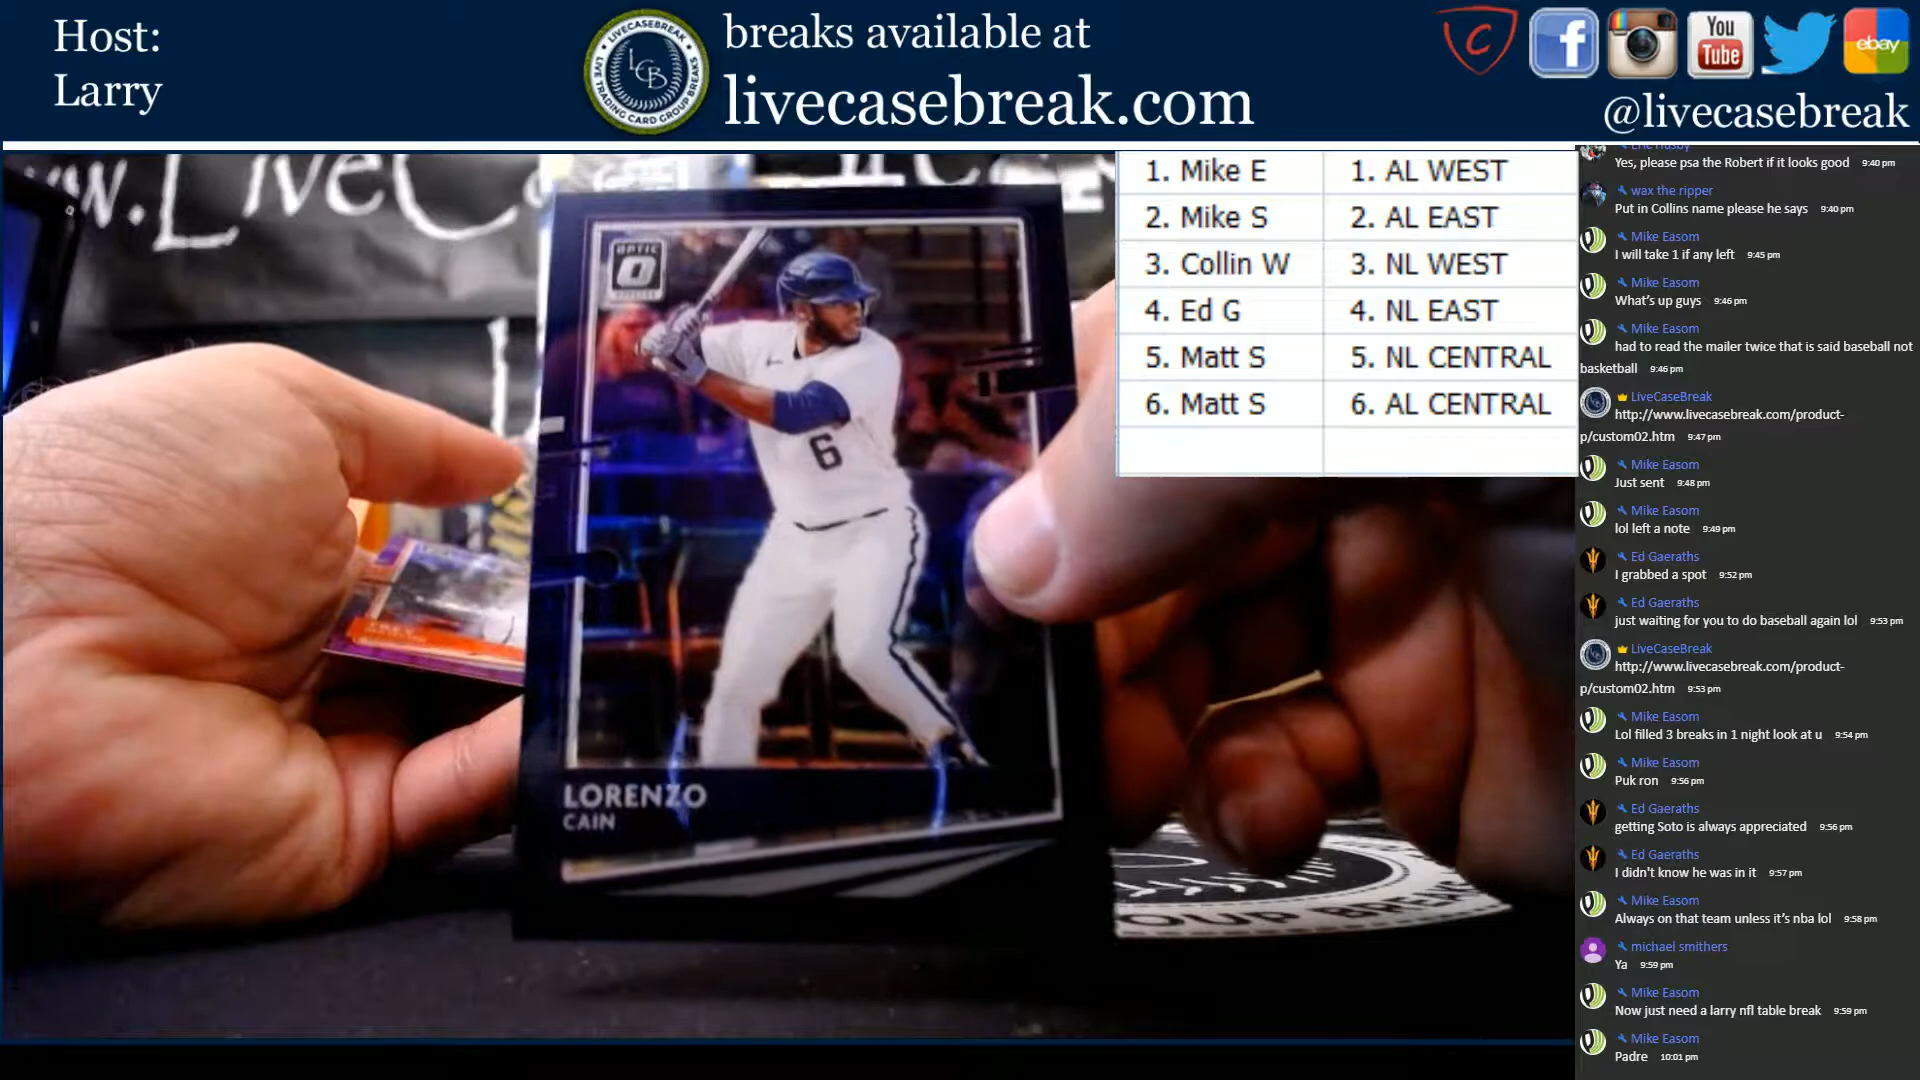 Host:
Larry
LIVECASEBREAK
LCB
LIVE TRADING CARD GROUP BREAKS
breaks available at
livecasebreak.com
C
f
You
Tube
ebay
@livecasebreak
OPTIC
6
LORENZO
CAIN
OUP BREA
1. Mike E 1. AL WEST
2. Mike S 2. AL EAST
3. Collin W 3. NL WEST
4. Ed G 4. NL EAST
5. Matt S 5. NL CENTRAL
6. Matt S 6. AL CENTRAL
Yes, please psa the Robert if it looks good 9:40 pm
wax the ripper
Put in Collins name please he says 9:40 pm
Mike Easom
I will take 1 if any left 9:45 pm
Mike Easom
What's up guys 9:46 pm
Mike Easom
had to read the mailer twice that is said baseball not
basketball 9:46 pm
LiveCaseBreak
http://www.livecasebreak.com/product-
p/custom02.htm 9:47 pm
Mike Easom
Just sent 9:48 pm
Mike Easom
lol left a note 9:49 pm
Ed Gaeraths
I grabbed a spot 9:52 pm
Ed Gaeraths
just waiting for you to do baseball again lol 9:53 pm
LiveCaseBreak
http://www.livecasebreak.com/product-
p/custom02.htm 9:53 pm
Mike Easom
Lol filled 3 breaks in 1 night look at u 9:54 pm
Mike Easom
Puk ron 9:56 pm
Ed Gaeraths
getting Soto is always appreciated 9:56 pm
Ed Gaeraths
I didn't know he was in it 9:57 pm
Mike Easom
Always on that team unless it's nba lol 9:58 pm
michael smithers
Ya 9:59 pm
Mike Easom
Now just need a larry nfl table break 9:59 pm
Mike Easom
Padre 10:01 pm